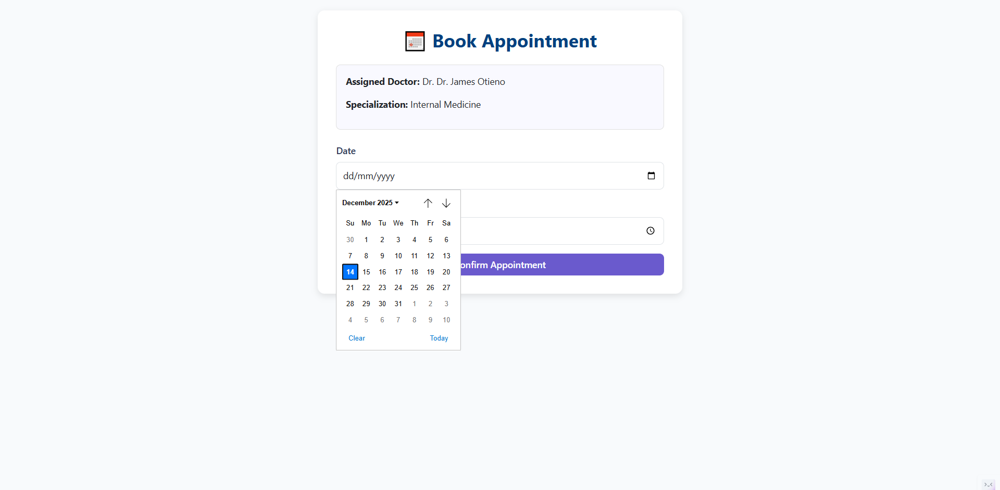 Book Appointment
Assigned Doctor: Dr. Dr. James Otieno
Specialization: Internal Medicine
Date
dd/mm/yyyy
December 2025
Su Mo Tu We Th Fr Sa
30 1 2 3 4 5 6
7 8 9 10 11 12 13
14 15 16 17 18 19 20
21 22 23 24 25 26 27
28 29 30 31 1 2 3
4 5 6 7 8 9 10
Clear Today
onfirm Appointment